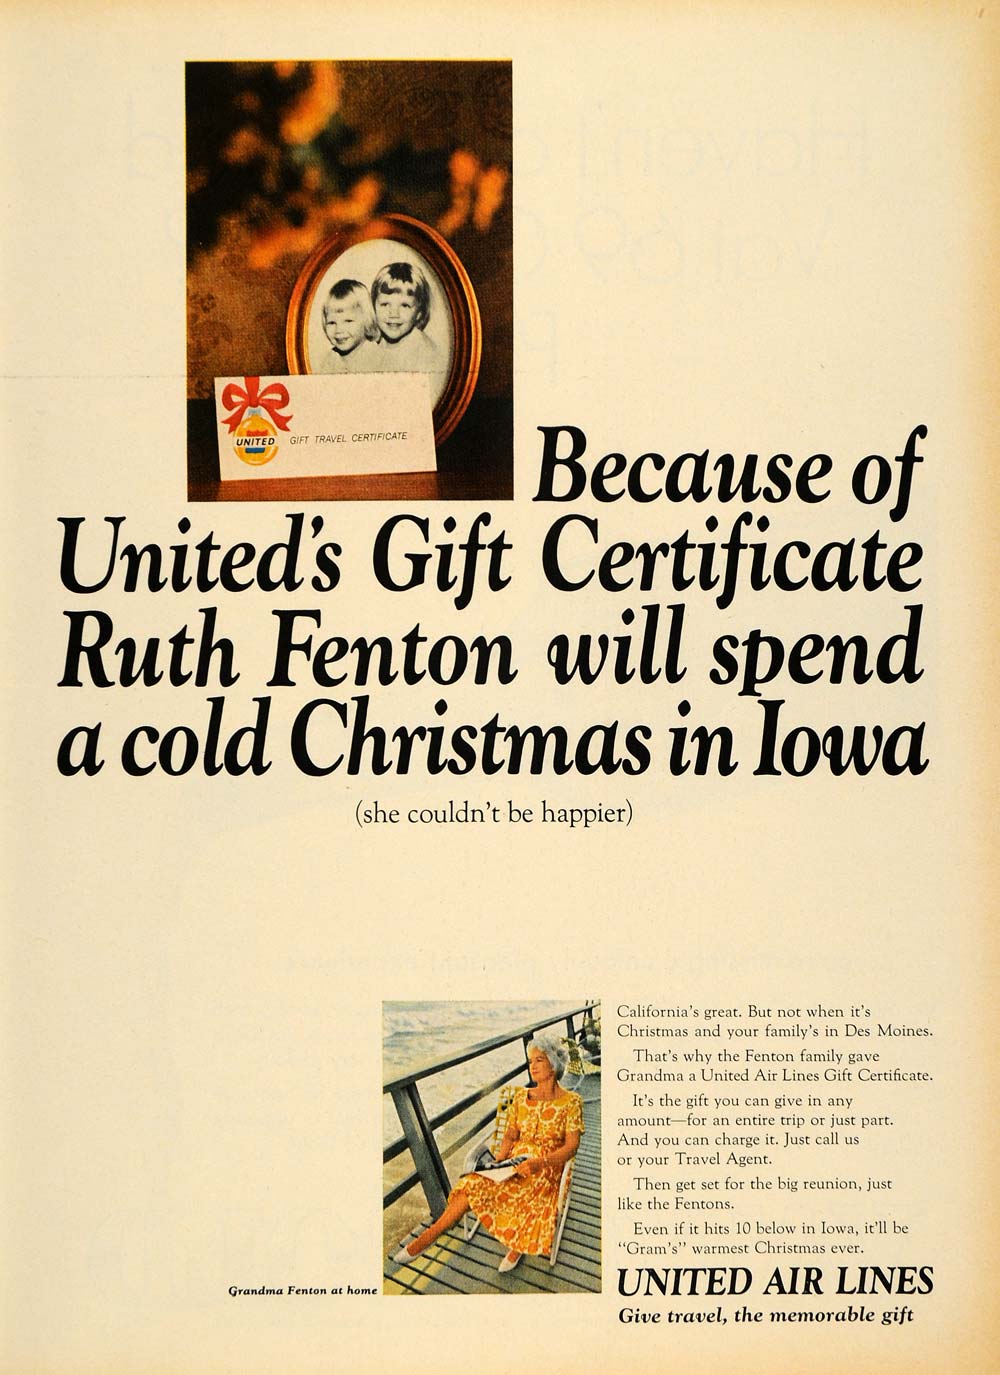 UNITED
GIFT TRAVEL CERTIFICATE
Because of
United's Gift Certificate
Ruth Fenton will spend
a cold Christmas in Iowa
(she couldn't be happier)
California's great. But not when it's
Christmas and your family's in Des Moines.
That's why the Fenton family gave
Grandma a United Air Lines Gift Certificate.
It's the gift you can give in any
amount—for an entire trip or just part.
And you can charge it. Just call us
or your Travel Agent.
Then get set for the big reunion, just
like the Fentons.
Even if it hits 10 below in Iowa, it'll be
"Gram's" warmest Christmas ever.
Grandma Fenton at home
UNITED AIR LINES
Give travel, the memorable gift